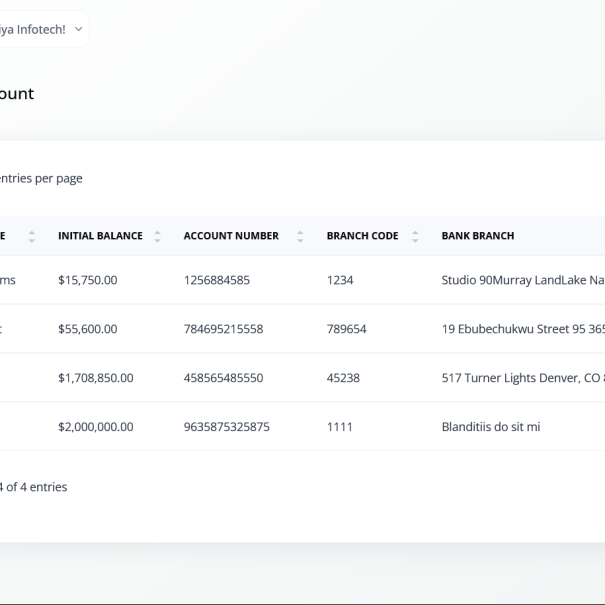 ya Infotech!
ount
entries per page
E INITIAL BALANCE ACCOUNT NUMBER BRANCH CODE BANK BRANCH
ms $15,750.00 1256884585 1234 Studio 90Murray LandLake Na
$55,600.00 784695215558 789654 19 Ebubechukwu Street 95 365
$1,708,850.00 458565485550 45238 517 Turner Lights Denver, CO
$2,000,000.00 9635875325875 1111 Blanditiis do sit mi
4 of 4 entries